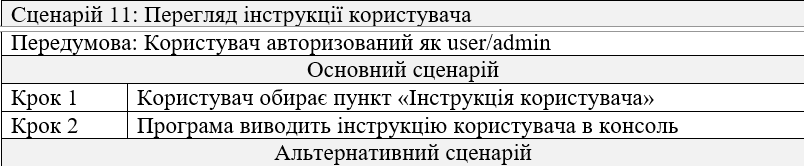 Сценарій 11: Перегляд інструкції користувача
Передумова: Користувач авторизований як user/admin
Основний сценарій
Крок 1 Користувач обирає пункт «Інструкція користувача»
Крок 2 Програма виводить інструкцію користувача в консоль
Альтернативний сценарій